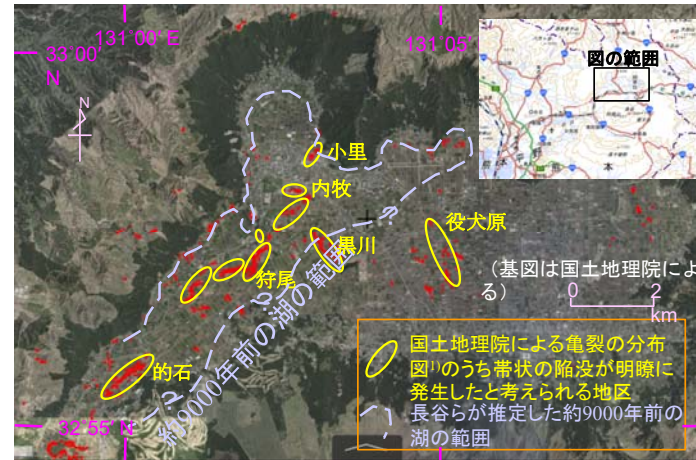 131°00' E
131°05'
33°00'
N
N
図の範囲
小里
内牧
役犬原
黒川
狩尾
(基図は国土地理院によ
る)
0 2
km
約9000年前の湖の範囲
?
?
?
的石
32°55' N
国土地理院による亀裂の分布
図¹⁾のうち帯状の陥没が明瞭に
発生したと考えられる地区
長谷らが推定した約9000年前の
湖の範囲